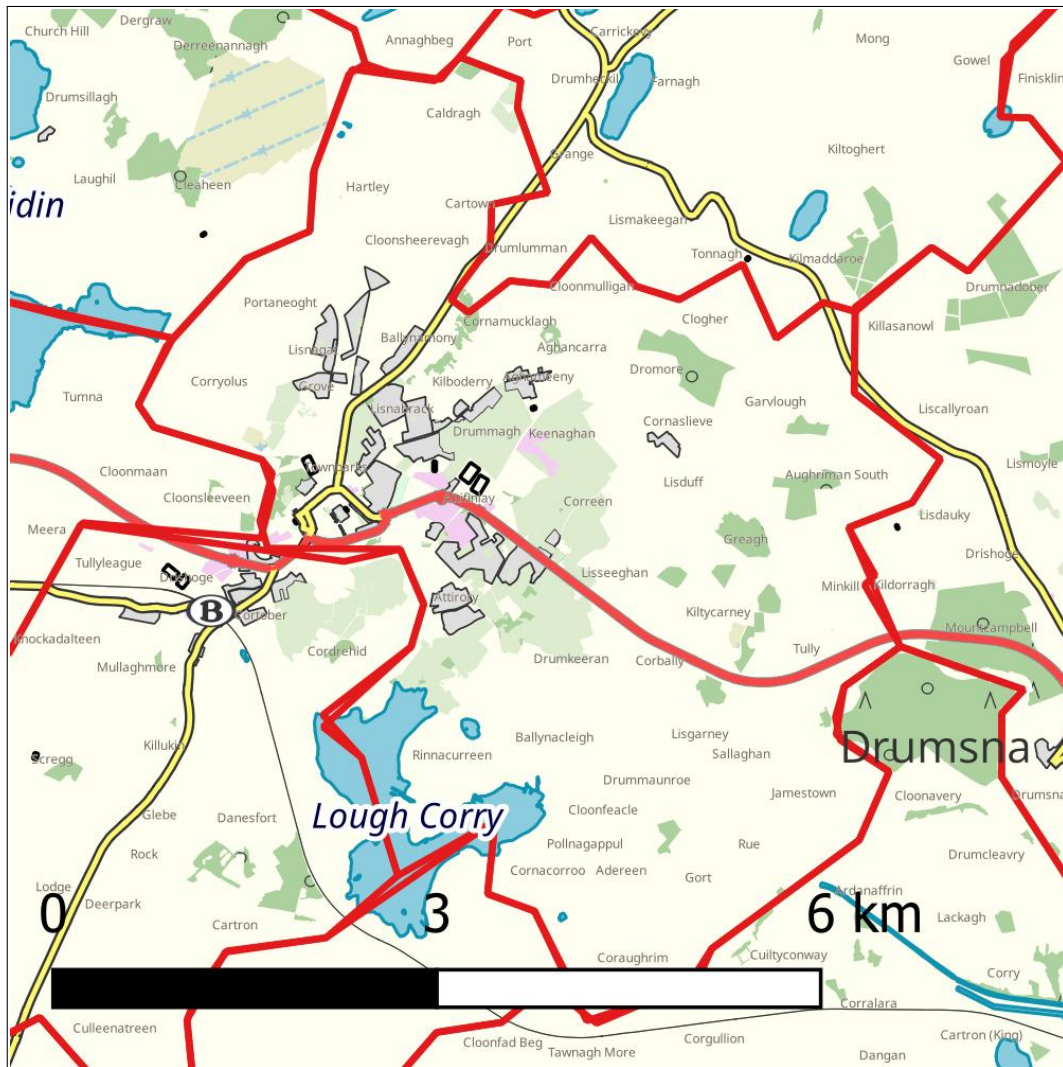 Church Hill
Dergraw
Derreenannagh
Annaghbeg
Port
Mong
Gowel
Farnagh
Drumsillagh
Caldragh
Grange
Kiltoghert
Laughil
Cleaheen
Hartley
Cartown
idin
Lismakeegan
Cloonsheerevagh
Drumlumman
Tonnagh
Kilmaddaroe
Portaneoght
Cloonmulligan
Drumnadober
Cornamucklagh
Clogher
Killasanowl
Ballynamony
Aghancarra
Corryolus
Grove
Kilboderry
Dromore
Tumna
Lisnabrack
Garvlough
Liscallyroan
Cornaslieve
Drummagh
Keenaghan
Cloonmaan
Townparks
Aughriman South
Lismoyle
Cloonsleeveen
Lisduff
Correen
Meera
Lisdauky
Greagh
Drishoge
Tullyleague
Drishoge
Lisseeghan
Minkill
Kildorragh
Attirory
Cortober
B
Kiltycarney
Mountcampbell
Knockadalteen
Cordrehid
Tully
Mullaghmore
Drumkeeran
Corbally
Killukin
Rinnacurreen
Ballynacleigh
Lisgarney
Sallaghan
Drumsna
Scregg
Drummaunroe
Jamestown
Cloonavery
Glebe
Danesfort
Lough Corry
Cloonfeacle
Rock
Pollnagappul
Rue
Drumcleavry
Cornacorroo
Adereen
Gort
Lodge
Deerpark
Ardanaffrin
0
3
6 km
Cartron
Lackagh
Coraughrim
Cuiltyconway
Corry
Corralara
Culleenatreen
Cloonfad Beg
Tawnagh More
Corgullion
Cartron (King)
Dangan